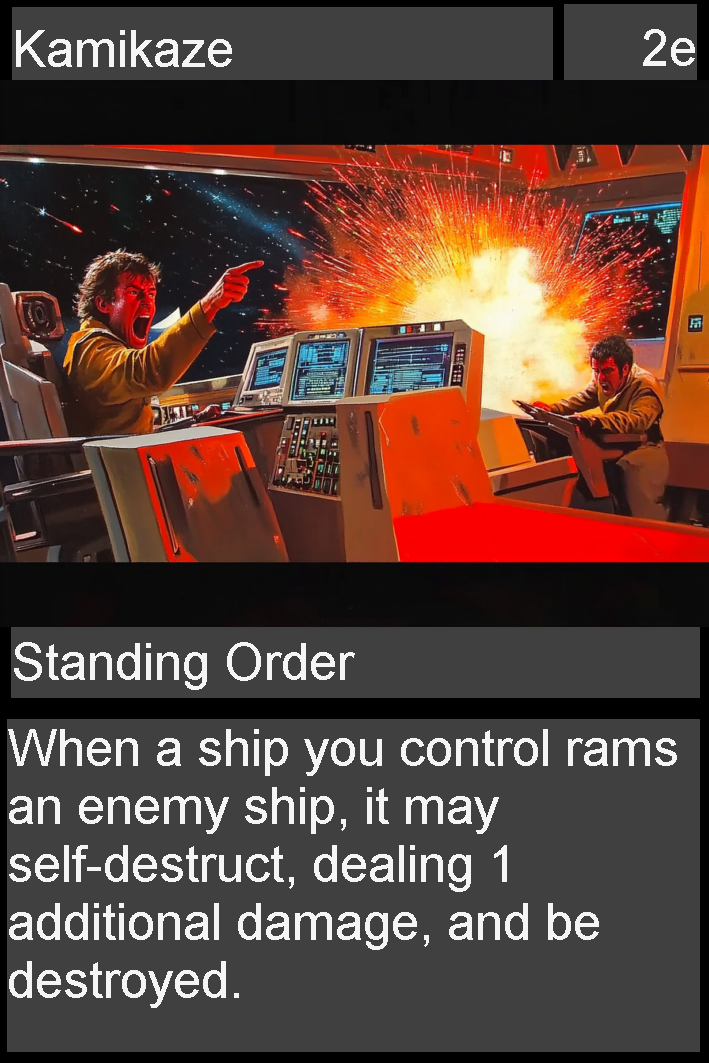 Kamikaze
2e
Standing Order
When a ship you control rams
an enemy ship, it may
self-destruct, dealing 1
additional damage, and be
destroyed.